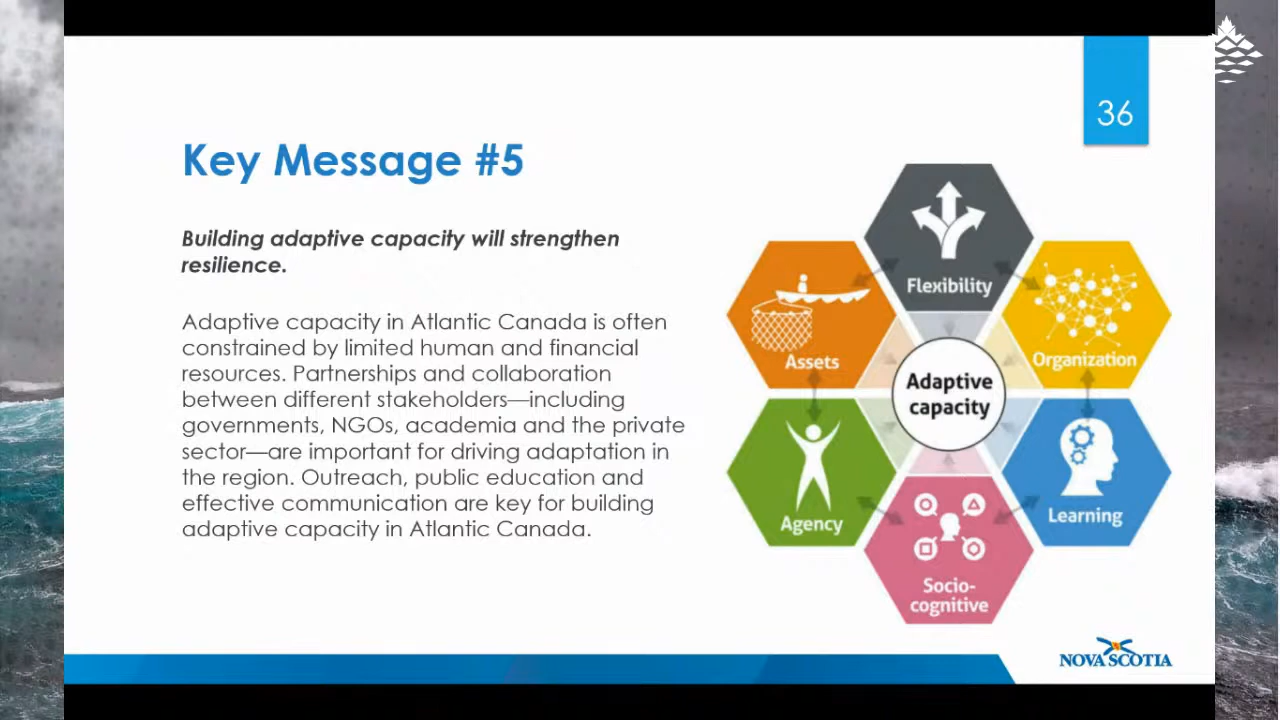 36
Key Message #5
Building adaptive capacity will strengthen
resilience.
Adaptive capacity in Atlantic Canada is often
constrained by limited human and financial
resources. Partnerships and collaboration
between different stakeholders—including
governments, NGOs, academia and the private
sector—are important for driving adaptation in
the region. Outreach, public education and
effective communication are key for building
adaptive capacity in Atlantic Canada.
Flexibility
Assets
Organization
Adaptive
capacity
Agency
Learning
Socio-
cognitive
NOVA SCOTIA